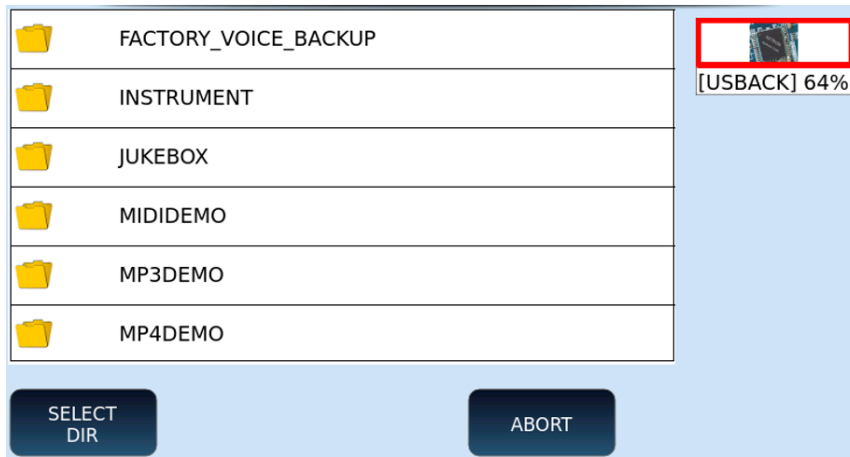 FACTORY_VOICE_BACKUP
INSTRUMENT
JUKEBOX
MIDIDEMO
MP3DEMO
MP4DEMO
[USBACK] 64%
SELECT
DIR
ABORT